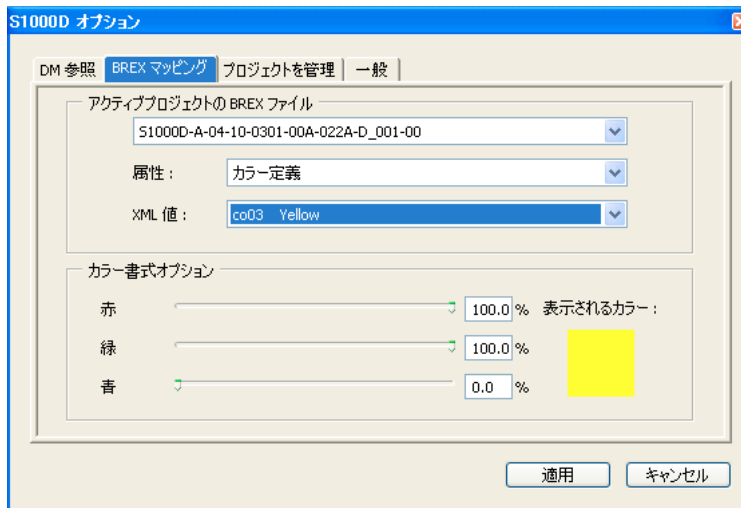 S1000D オプション
DM 参照 BREX マッピング プロジェクトを管理 一般
アクティブプロジェクトの BREX ファイル
S1000D-A-04-10-0301-00A-022A-D_001-00
属性： カラー定義
XML 値： co03 Yellow
カラー書式オプション
赤 100.0 % 表示されるカラー：
緑 100.0 %
青 0.0 %
適用 キャンセル